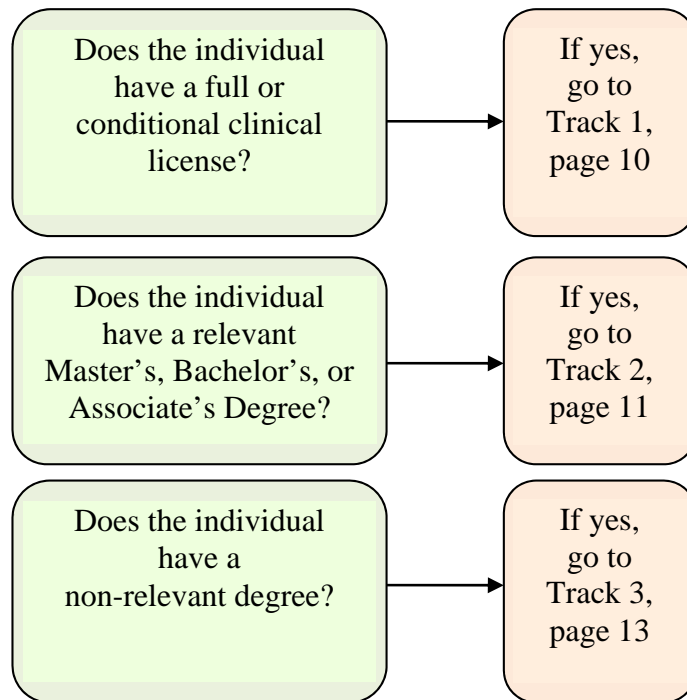 Does the individual
have a full or
conditional clinical
license?
If yes,
go to
Track 1,
page 10
Does the individual
have a relevant
Master’s, Bachelor’s, or
Associate’s Degree?
If yes,
go to
Track 2,
page 11
Does the individual
have a
non-relevant degree?
If yes,
go to
Track 3,
page 13